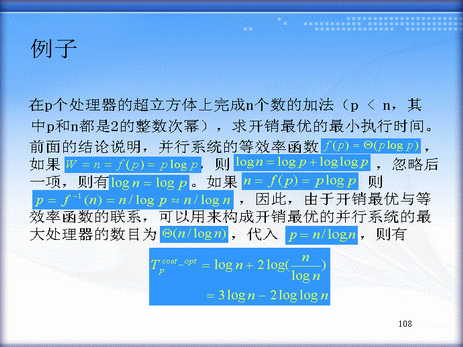 例子
在p个处理器的超立方体上完成n个数的加法（p < n，其
中p和n都是2的整数次幂），求开销最优的最小执行时间。
前面的结论说明，并行系统的等效率函数 f(p) = Θ(p log p) ，
如果 W = n = f(p) = p log p ，则 log n = log p + log log p ，忽略后
一项，则有 log n = log p 。如果 n = f(p) = p log p 则
p = f⁻¹(n) = n / log p ≈ n / log n ，因此，由于开销最优与等
效率函数的联系，可以用来构成开销最优的并行系统的最
大处理器的数目为 Θ(n / log n) ，代入 p = n / log n ，则有
T_p^{cost_opt} = log n + 2 log(n / log n)
= 3 log n − 2 log log n
108